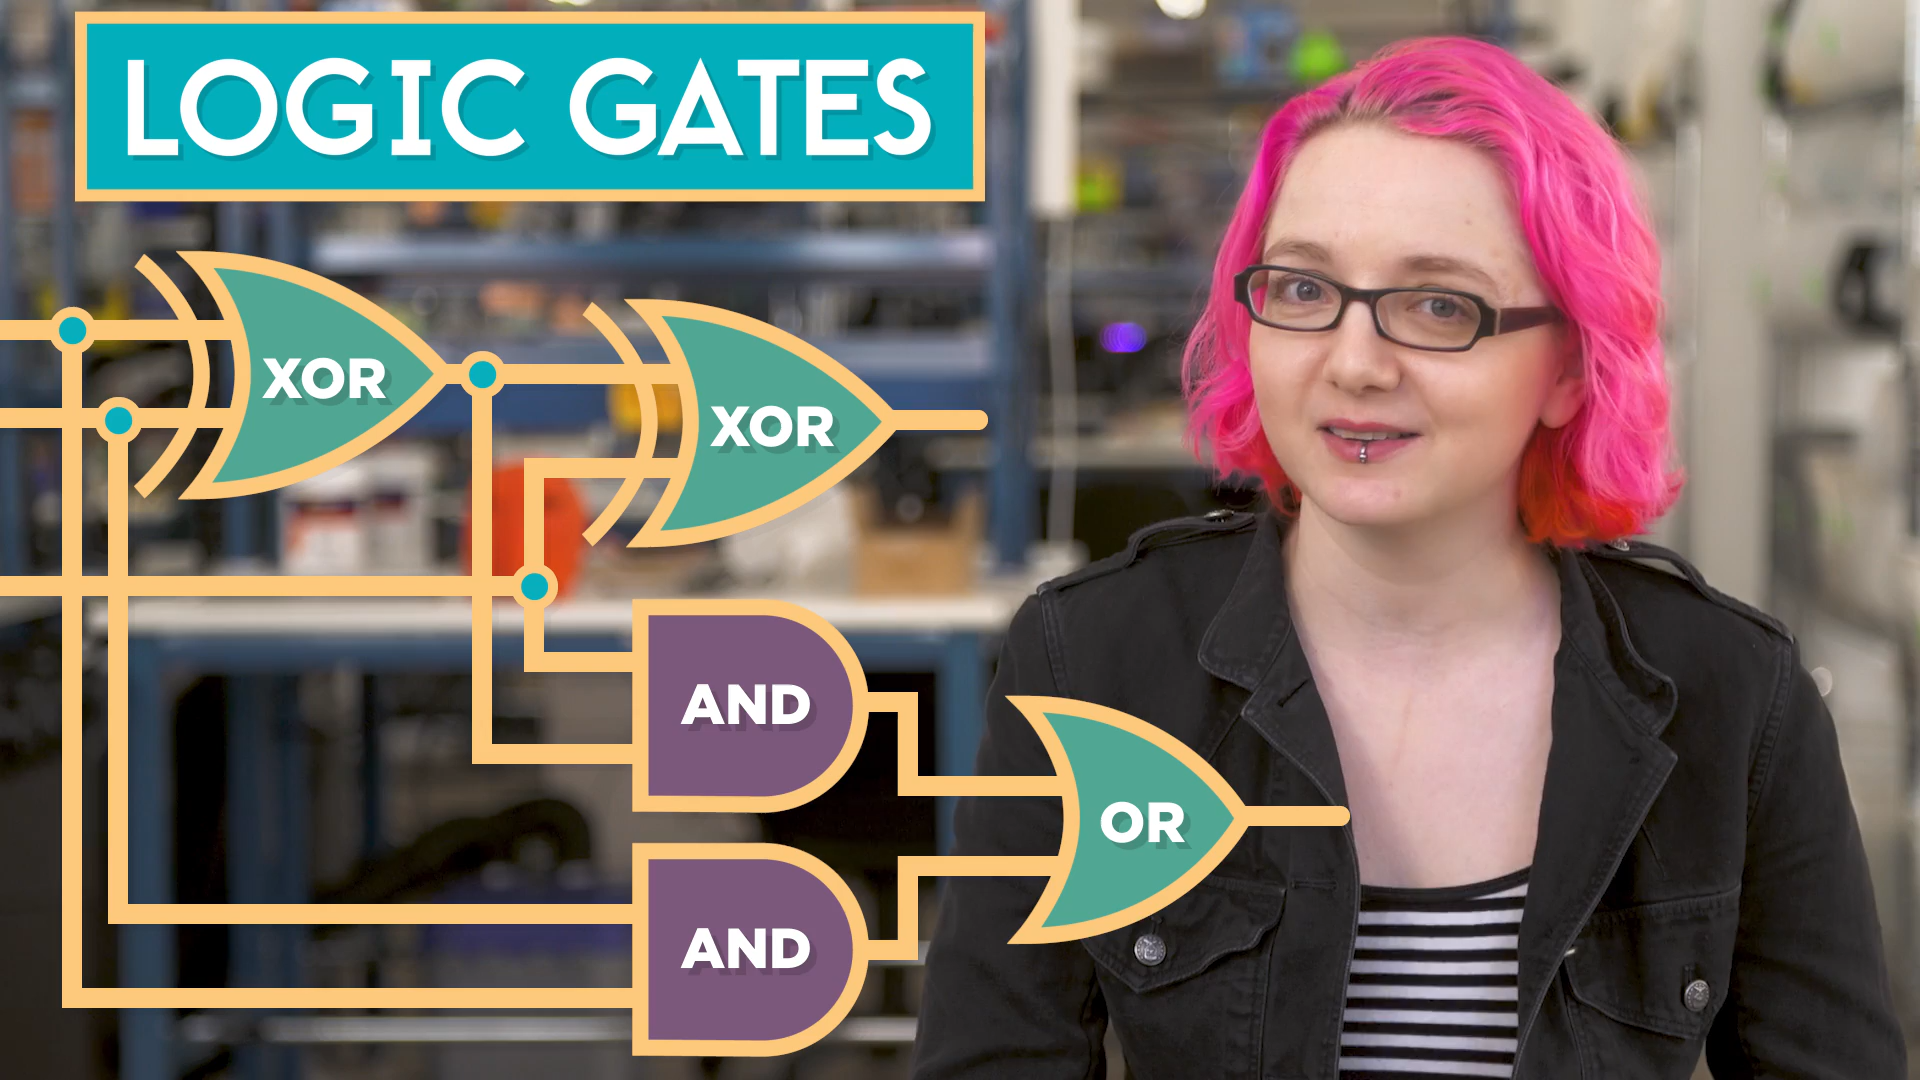 LOGIC GATES
XOR
XOR
AND
OR
AND